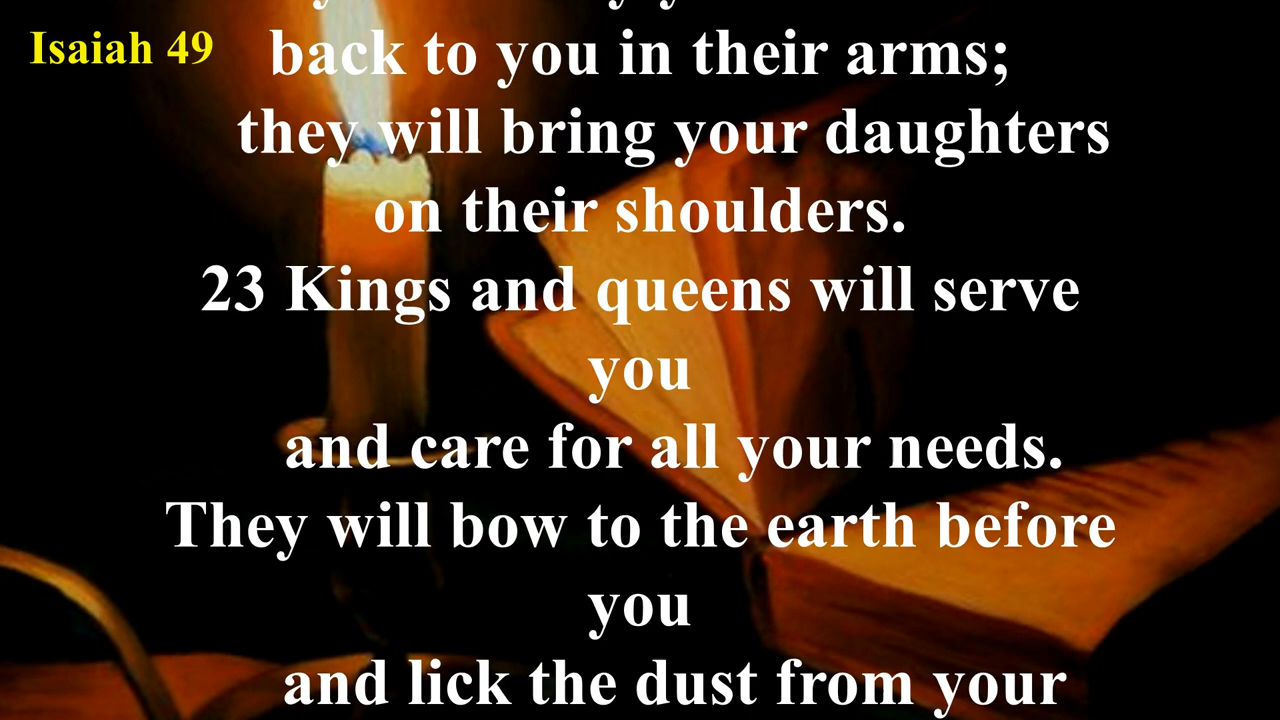 Isaiah 49
back to you in their arms;
they will bring your daughters
on their shoulders.
23 Kings and queens will serve
you
and care for all your needs.
They will bow to the earth before
you
and lick the dust from your